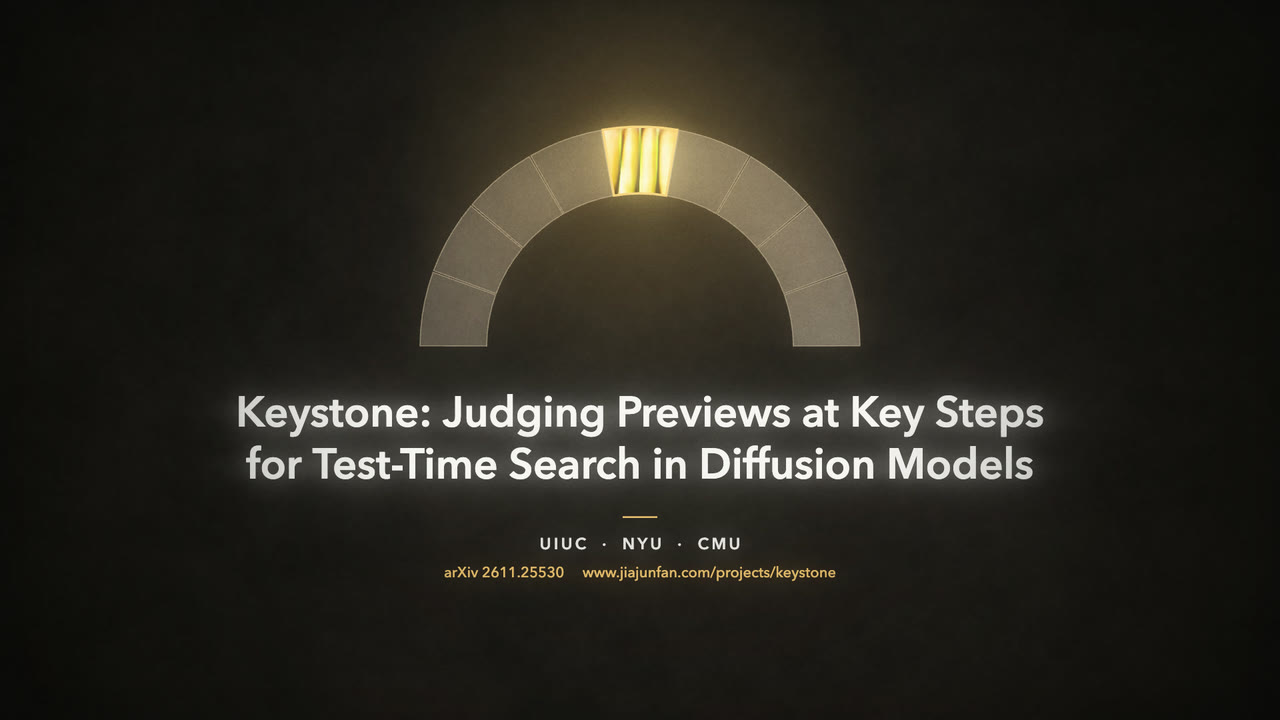 Keystone: Judging Previews at Key Steps
for Test-Time Search in Diffusion Models
UIUC · NYU · CMU
arXiv 2611.25530 www.jiajunfan.com/projects/keystone